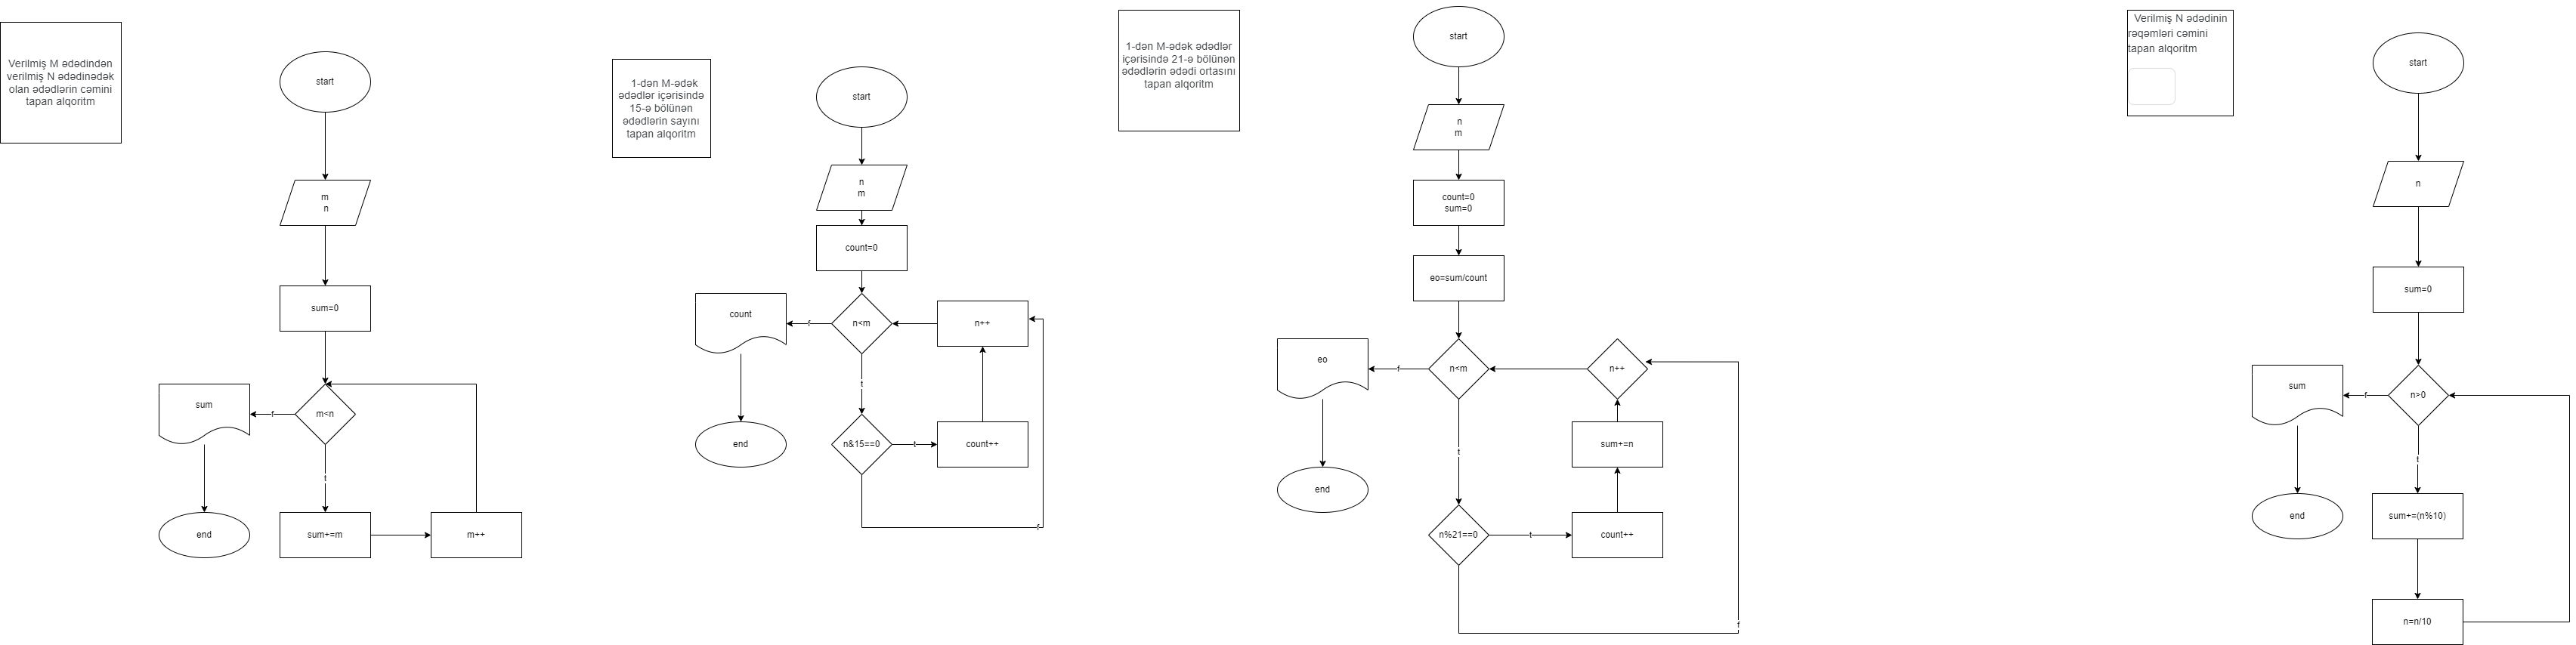 Verilmiş M ədədindən
verilmiş N ədədinədək
olan ədədlərin cəmini
tapan alqoritm
start
m
n
sum=0
m<n
f
sum
end
t
sum+=m
m++
1-dən M-ədək
ədədlər içərisində
15-ə bölünən
ədədlərin sayını
tapan alqoritm
start
n
m
count=0
n<m
f
count
end
t
n&15==0
t
count++
n++
f
1-dən M-ədək ədədlər
içərisində 21-ə bölünən
ədədlərin ədədi ortasını
tapan alqoritm
start
n
m
count=0
sum=0
eo=sum/count
n<m
f
eo
end
t
n%21==0
t
count++
sum+=n
n++
f
Verilmiş N ədədinin
rəqəmləri cəmini
tapan alqoritm
start
n
sum=0
n>0
f
sum
end
t
sum+=(n%10)
n=n/10